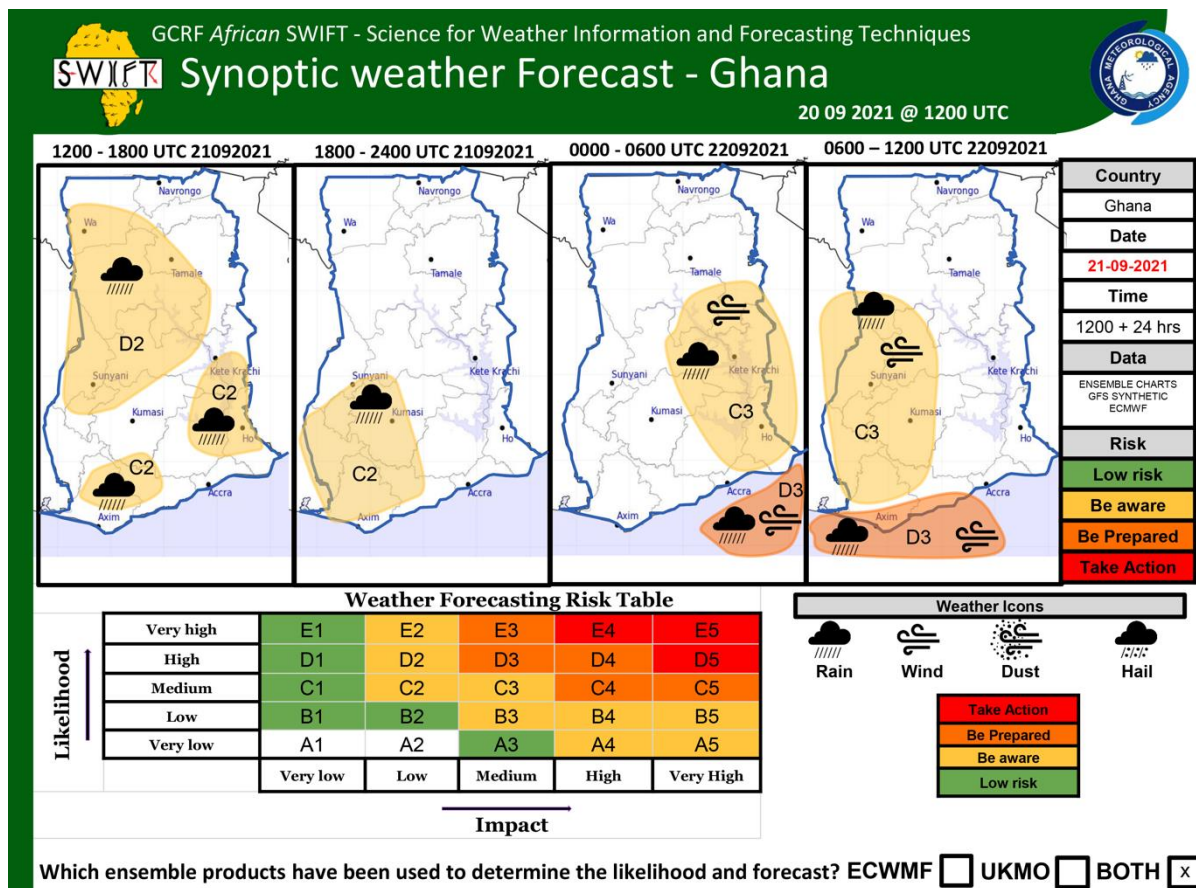 GCRF African SWIFT - Science for Weather Information and Forecasting Techniques
SWIFT
Synoptic weather Forecast - Ghana
20 09 2021 @ 1200 UTC
GHANA METEOROLOGICAL AGENCY
1200 - 1800 UTC 21092021
1800 - 2400 UTC 21092021
0000 - 0600 UTC 22092021
0600 – 1200 UTC 22092021
Navrongo
Wa
Tamale
D2
Kete Krachi
Sunyani
C2
Kumasi
Ho
C2
Accra
Axim
Navrongo
Wa
Tamale
Kete Krachi
Sunyani
Kumasi
Ho
C2
Accra
Axim
Navrongo
Wa
Tamale
Kete Krachi
Sunyani
C3
Kumasi
Ho
Accra
D3
Axim
Navrongo
Wa
Tamale
Kete Krachi
Sunyani
Kumasi
C3
Ho
Accra
Axim
D3
Country
Ghana
Date
21-09-2021
Time
1200 + 24 hrs
Data
ENSEMBLE CHARTS
GFS SYNTHETIC
ECMWF
Risk
Low risk
Be aware
Be Prepared
Take Action
Weather Forecasting Risk Table
Likelihood
Very high E1 E2 E3 E4 E5
High D1 D2 D3 D4 D5
Medium C1 C2 C3 C4 C5
Low B1 B2 B3 B4 B5
Very low A1 A2 A3 A4 A5
Very low Low Medium High Very High
Impact
Weather Icons
Rain Wind Dust Hail
Take Action
Be Prepared
Be aware
Low risk
Which ensemble products have been used to determine the likelihood and forecast? ECWMF UKMO BOTH X